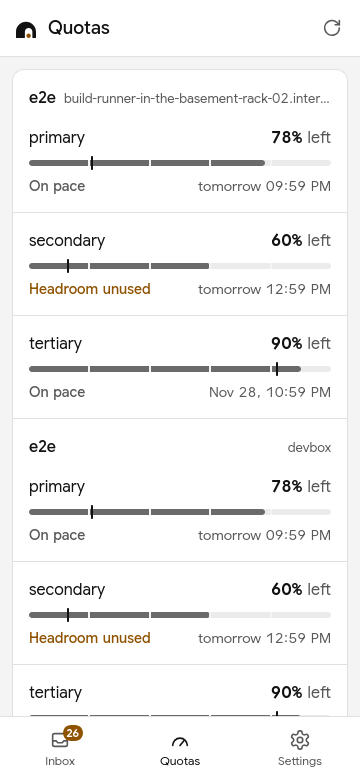 Quotas
e2e build-runner-in-the-basement-rack-02.inter...
primary 78% left
On pace tomorrow 09:59 PM
secondary 60% left
Headroom unused tomorrow 12:59 PM
tertiary 90% left
On pace Nov 28, 10:59 PM
e2e devbox
primary 78% left
On pace tomorrow 09:59 PM
secondary 60% left
Headroom unused tomorrow 12:59 PM
tertiary 90% left
26
Inbox Quotas Settings